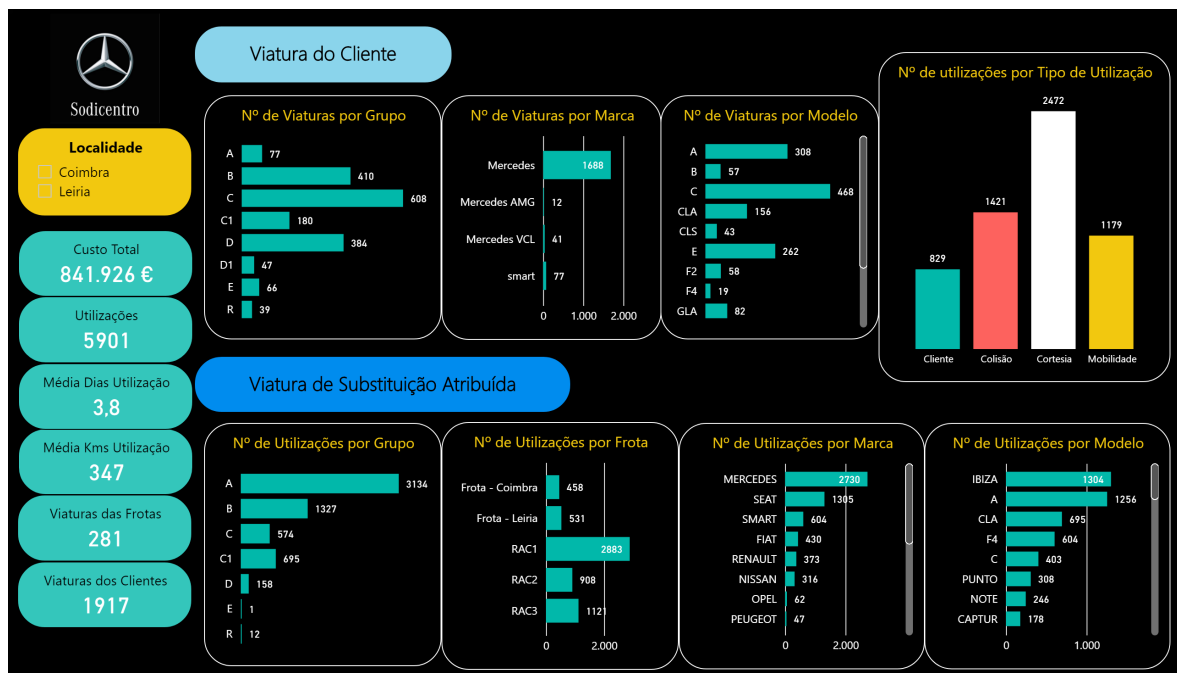 Sodicentro
Localidade
Coimbra
Leiria
Custo Total
841.926 €
Utilizações
5901
Média Dias Utilização
3,8
Média Kms Utilização
347
Viaturas das Frotas
281
Viaturas dos Clientes
1917
Viatura do Cliente
Nº de Viaturas por Grupo
A 77
B 410
C 608
C1 180
D 384
D1 47
E 66
R 39
Nº de Viaturas por Marca
Mercedes 1688
Mercedes AMG 12
Mercedes VCL 41
smart 77
0 1.000 2.000
Nº de Viaturas por Modelo
A 308
B 57
C 468
CLA 156
CLS 43
E 262
F2 58
F4 19
GLA 82
Nº de utilizações por Tipo de Utilização
829 1421 2472 1179
Cliente Colisão Cortesia Mobilidade
Viatura de Substituição Atribuída
Nº de Utilizações por Grupo
A 3134
B 1327
C 574
C1 695
D 158
E 1
R 12
Nº de Utilizações por Frota
Frota - Coimbra 458
Frota - Leiria 531
RAC1 2883
RAC2 908
RAC3 1121
0 2.000
Nº de Utilizações por Marca
MERCEDES 2730
SEAT 1305
SMART 604
FIAT 430
RENAULT 373
NISSAN 316
OPEL 62
PEUGEOT 47
0 2.000
Nº de Utilizações por Modelo
IBIZA 1304
A 1256
CLA 695
F4 604
C 403
PUNTO 308
NOTE 246
CAPTUR 178
0 1.000